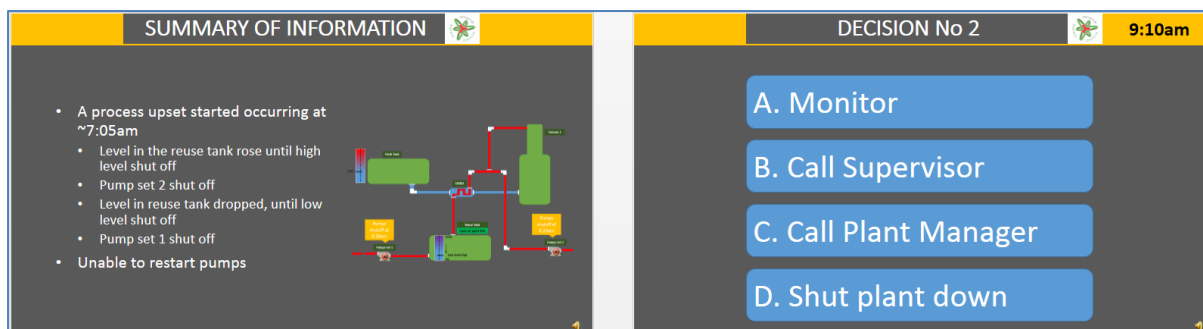 SUMMARY OF INFORMATION
• A process upset started occurring at
~7:05am
• Level in the reuse tank rose until high
level shut off
• Pump set 2 shut off
• Level in reuse tank dropped, until low
level shut off
• Pump set 1 shut off
• Unable to restart pumps
DECISION No 2
9:10am
A. Monitor
B. Call Supervisor
C. Call Plant Manager
D. Shut plant down